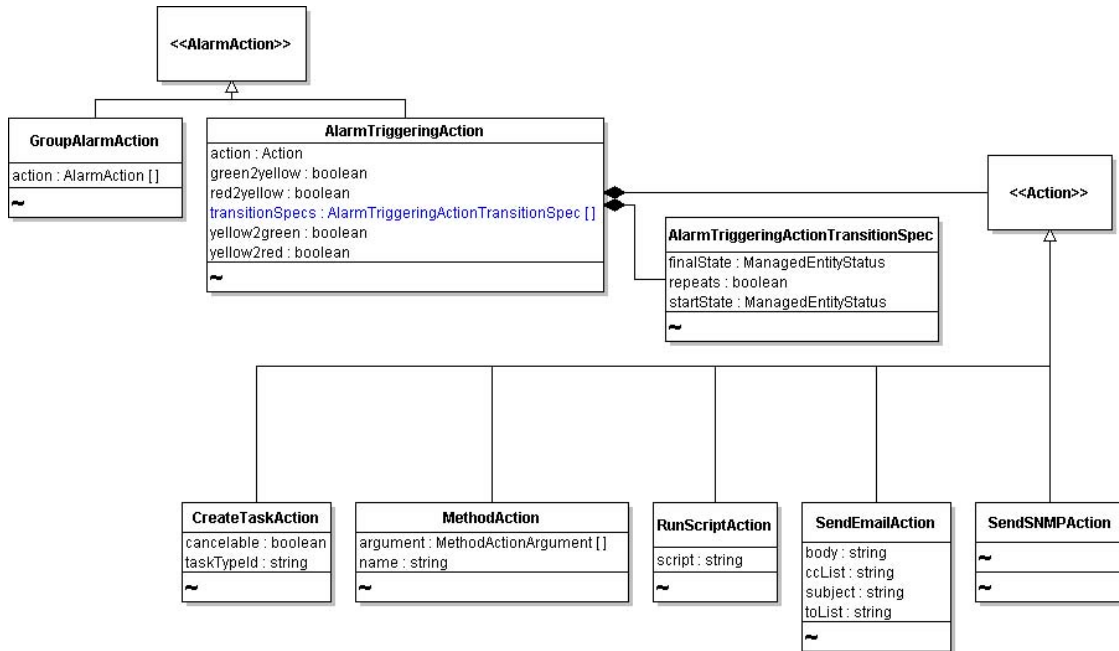 <<AlarmAction>>
GroupAlarmAction
action : AlarmAction [ ]
~
AlarmTriggeringAction
action : Action
green2yellow : boolean
red2yellow : boolean
transitionSpecs : AlarmTriggeringActionTransitionSpec [ ]
yellow2green : boolean
yellow2red : boolean
~
<<Action>>
AlarmTriggeringActionTransitionSpec
finalState : ManagedEntityStatus
repeats : boolean
startState : ManagedEntityStatus
~
CreateTaskAction
cancelable : boolean
taskTypeId : string
~
MethodAction
argument : MethodActionArgument [ ]
name : string
~
RunScriptAction
script : string
~
SendEmailAction
body : string
ccList : string
subject : string
toList : string
~
SendSNMPAction
~
~